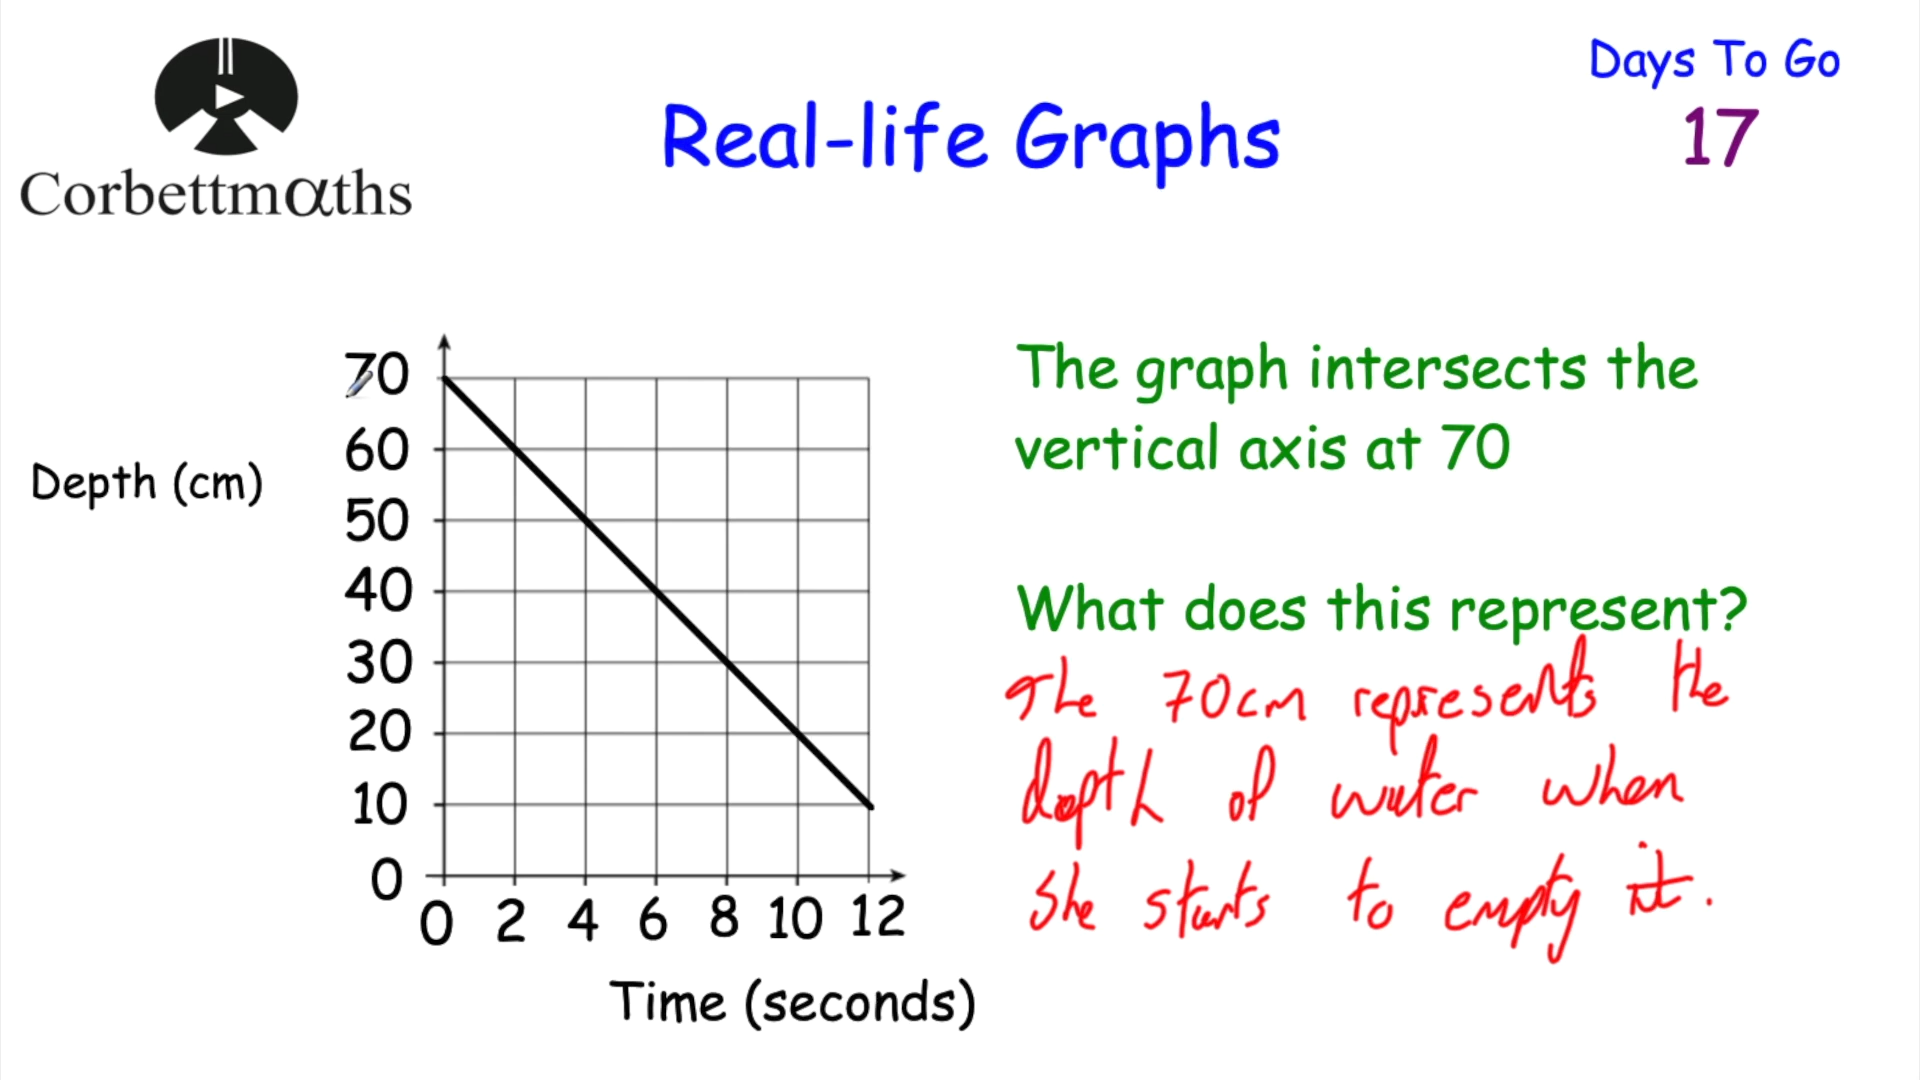 Days To Go
17
Real-life Graphs
Corbettmαths
70
60
50
40
30
20
10
0
Depth (cm)
0 2 4 6 8 10 12
Time (seconds)
The graph intersects the
vertical axis at 70
What does this represent?
The 70cm represents the
depth of water when
she starts to empty it.